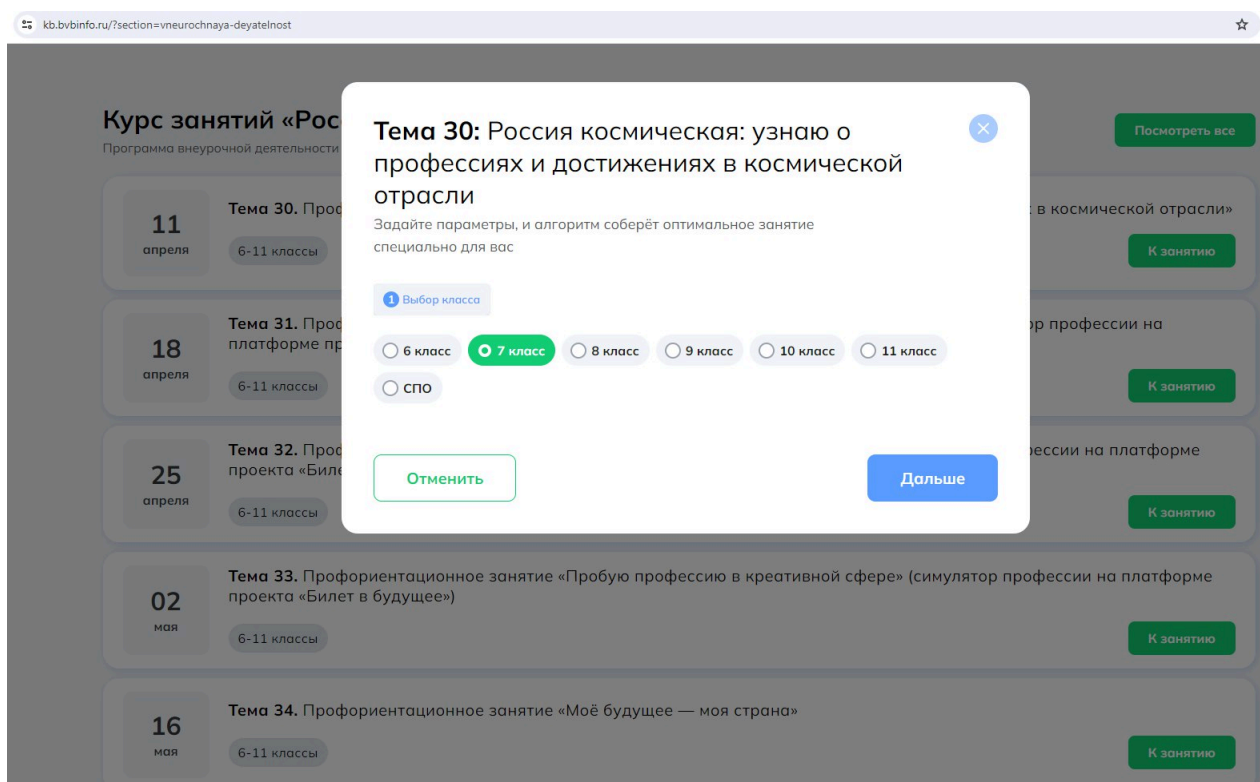 kb.bvbinfo.ru/?section=vneurochnaya-deyatelnost
Курс занятий «Рос
Программа внеурочной деятельности
Посмотреть все
Тема 30: Россия космическая: узнаю о
профессиях и достижениях в космической
отрасли
Задайте параметры, и алгоритм соберёт оптимальное занятие
специально для вас
1 Выбор класса
6 класс 7 класс 8 класс 9 класс 10 класс 11 класс
СПО
Отменить Дальше
11
апреля
Тема 30. в космической отрасли»
6-11 классы
К занятию
18
апреля
Тема 31. профессии на
платформе
6-11 классы
К занятию
25
апреля
Тема 32. на платформе
проекта
6-11 классы
К занятию
02
мая
Тема 33. Профориентационное занятие «Пробую профессию в креативной сфере» (симулятор профессии на платформе
проекта «Билет в будущее»)
6-11 классы
К занятию
16
мая
Тема 34. Профориентационное занятие «Моё будущее — моя страна»
6-11 классы
К занятию